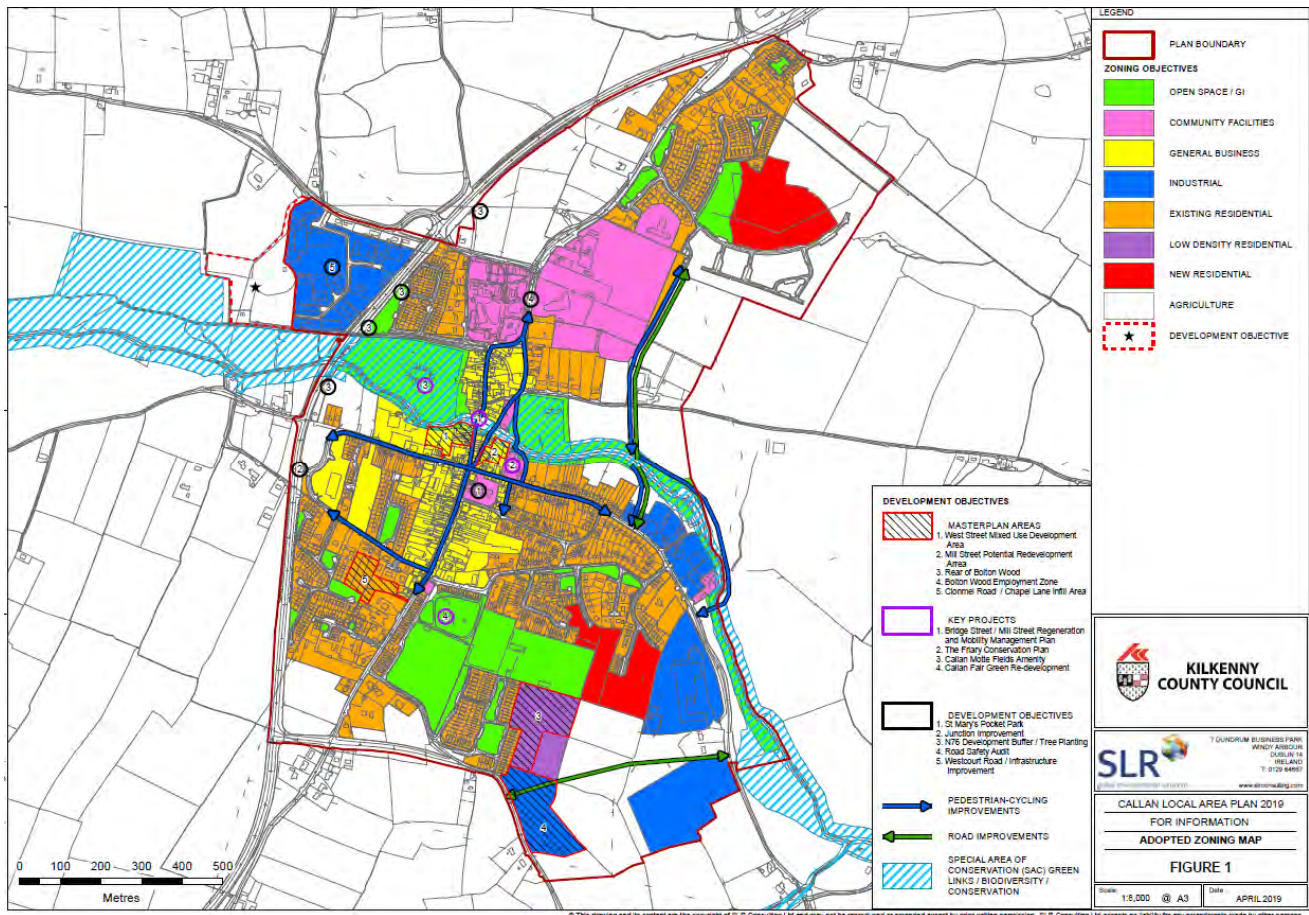 LEGEND
PLAN BOUNDARY
ZONING OBJECTIVES
OPEN SPACE / GI
COMMUNITY FACILITIES
GENERAL BUSINESS
INDUSTRIAL
EXISTING RESIDENTIAL
LOW DENSITY RESIDENTIAL
NEW RESIDENTIAL
AGRICULTURE
DEVELOPMENT OBJECTIVE
DEVELOPMENT OBJECTIVES
MASTERPLAN AREAS
1. West Street Mixed Use Development
Area
2. Mill Street Potential Redevelopment
Arrea
3. Rear of Bolton Wood
4. Bolton Wood Employment Zone
5. Clonmel Road / Chapel Lane Infill Area
KEY PROJECTS
1. Bridge Street / Mill Street Regeneration
and Mobility Management Plan
2. The Friary Conservation Plan
3. Callan Motte Fields Amenity
4. Callan Fair Green Re-development
DEVELOPMENT OBJECTIVES
1. St Mary's Pocket Park
2. Junction Improvement
3. N76 Development Buffer / Tree Planting
4. Road Safety Audit
5. Westcourt Road / Infrastructure
Improvement
PEDESTRIAN-CYCLING
IMPROVEMENTS
ROAD IMPROVEMENTS
SPECIAL AREA OF
CONSERVATION (SAC) GREEN
LINKS / BIODIVERSITY /
CONSERVATION
0 100 200 300 400 500
Metres
KILKENNY
COUNTY COUNCIL
SLR
7 DUNDRUM BUSINESS PARK
WINDY ARBOUR
DUBLIN 14
IRELAND
www.slrconsulting.com
CALLAN LOCAL AREA PLAN 2019
FOR INFORMATION
ADOPTED ZONING MAP
FIGURE 1
Scale: 1:8,000 @ A3
Date
APRIL 2019